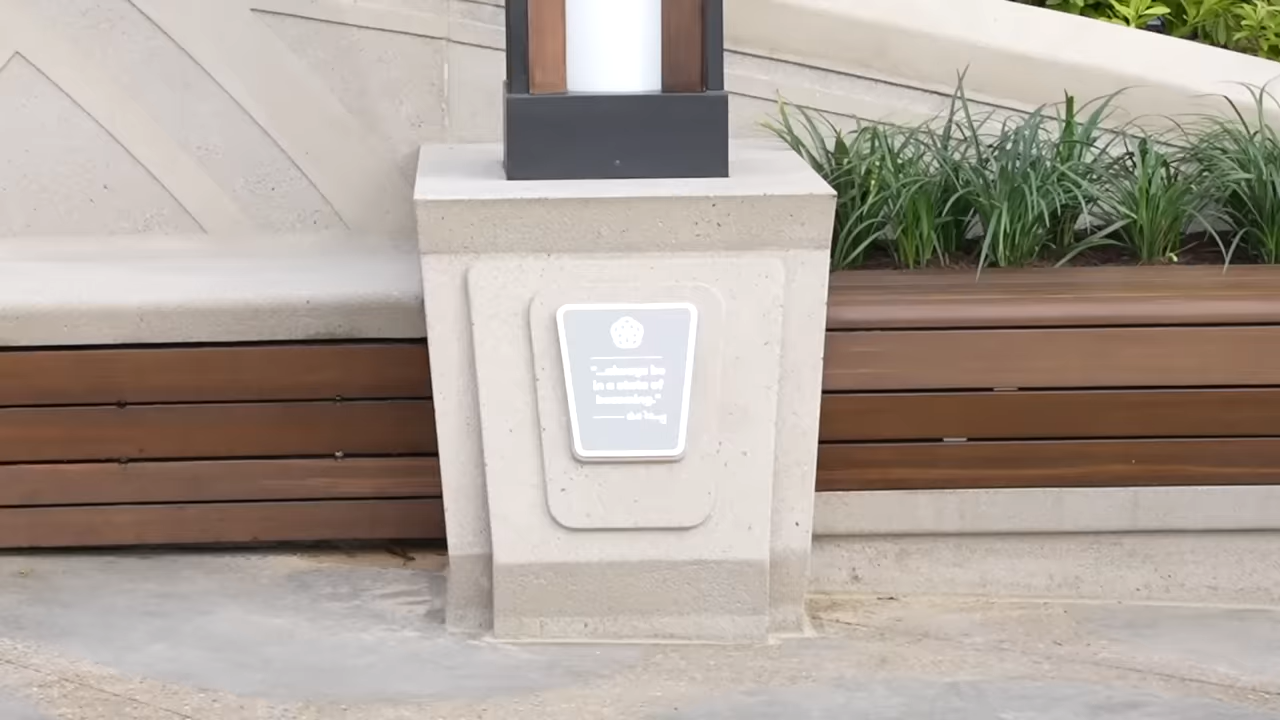 "...always be
in a state of
becoming."